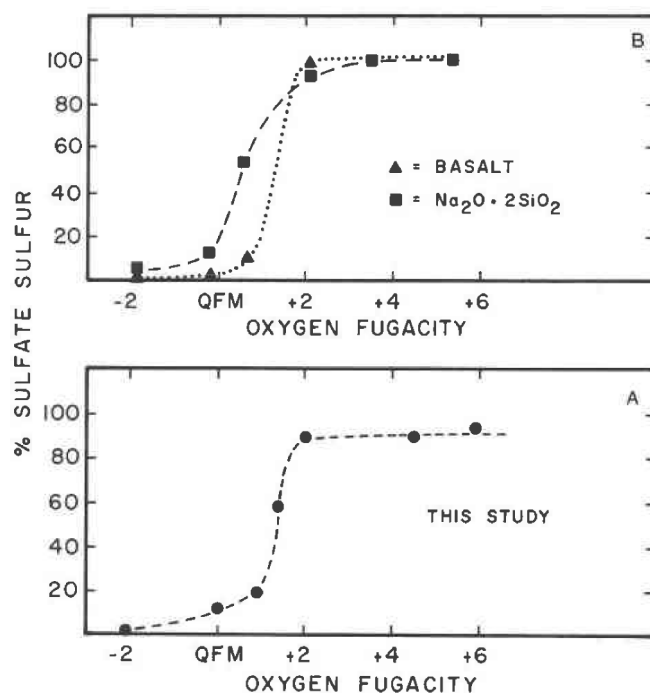 % SULFATE SULFUR
B
100
80
60
40
20
▲ = BASALT
■ = Na₂O • 2SiO₂
-2 QFM +2 +4 +6
OXYGEN FUGACITY
A
100
80
60
40
20
THIS STUDY
-2 QFM +2 +4 +6
OXYGEN FUGACITY